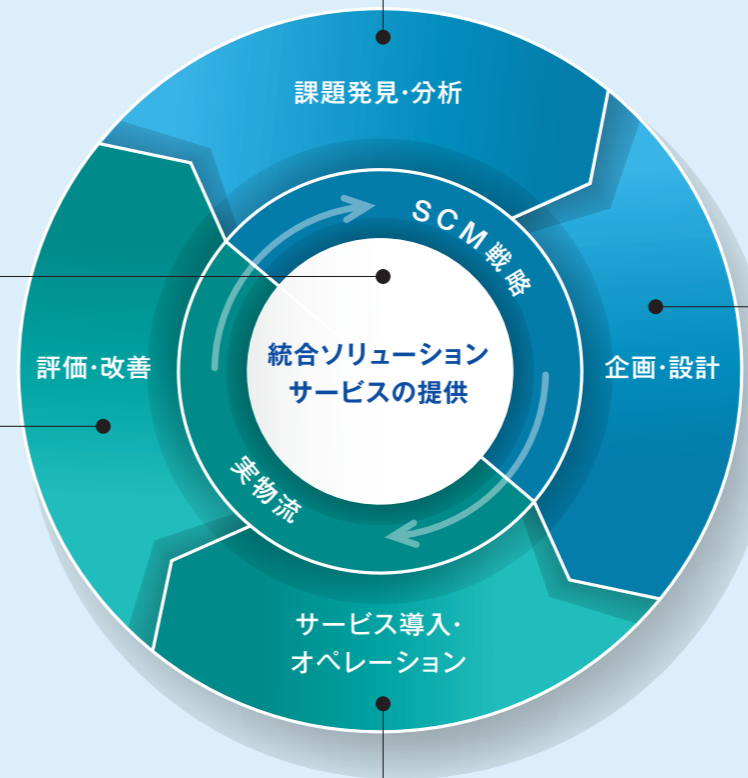 課題発見・分析
SCM戦略
統合ソリューション
サービスの提供
評価・改善
企画・設計
実物流
サービス導入・
オペレーション